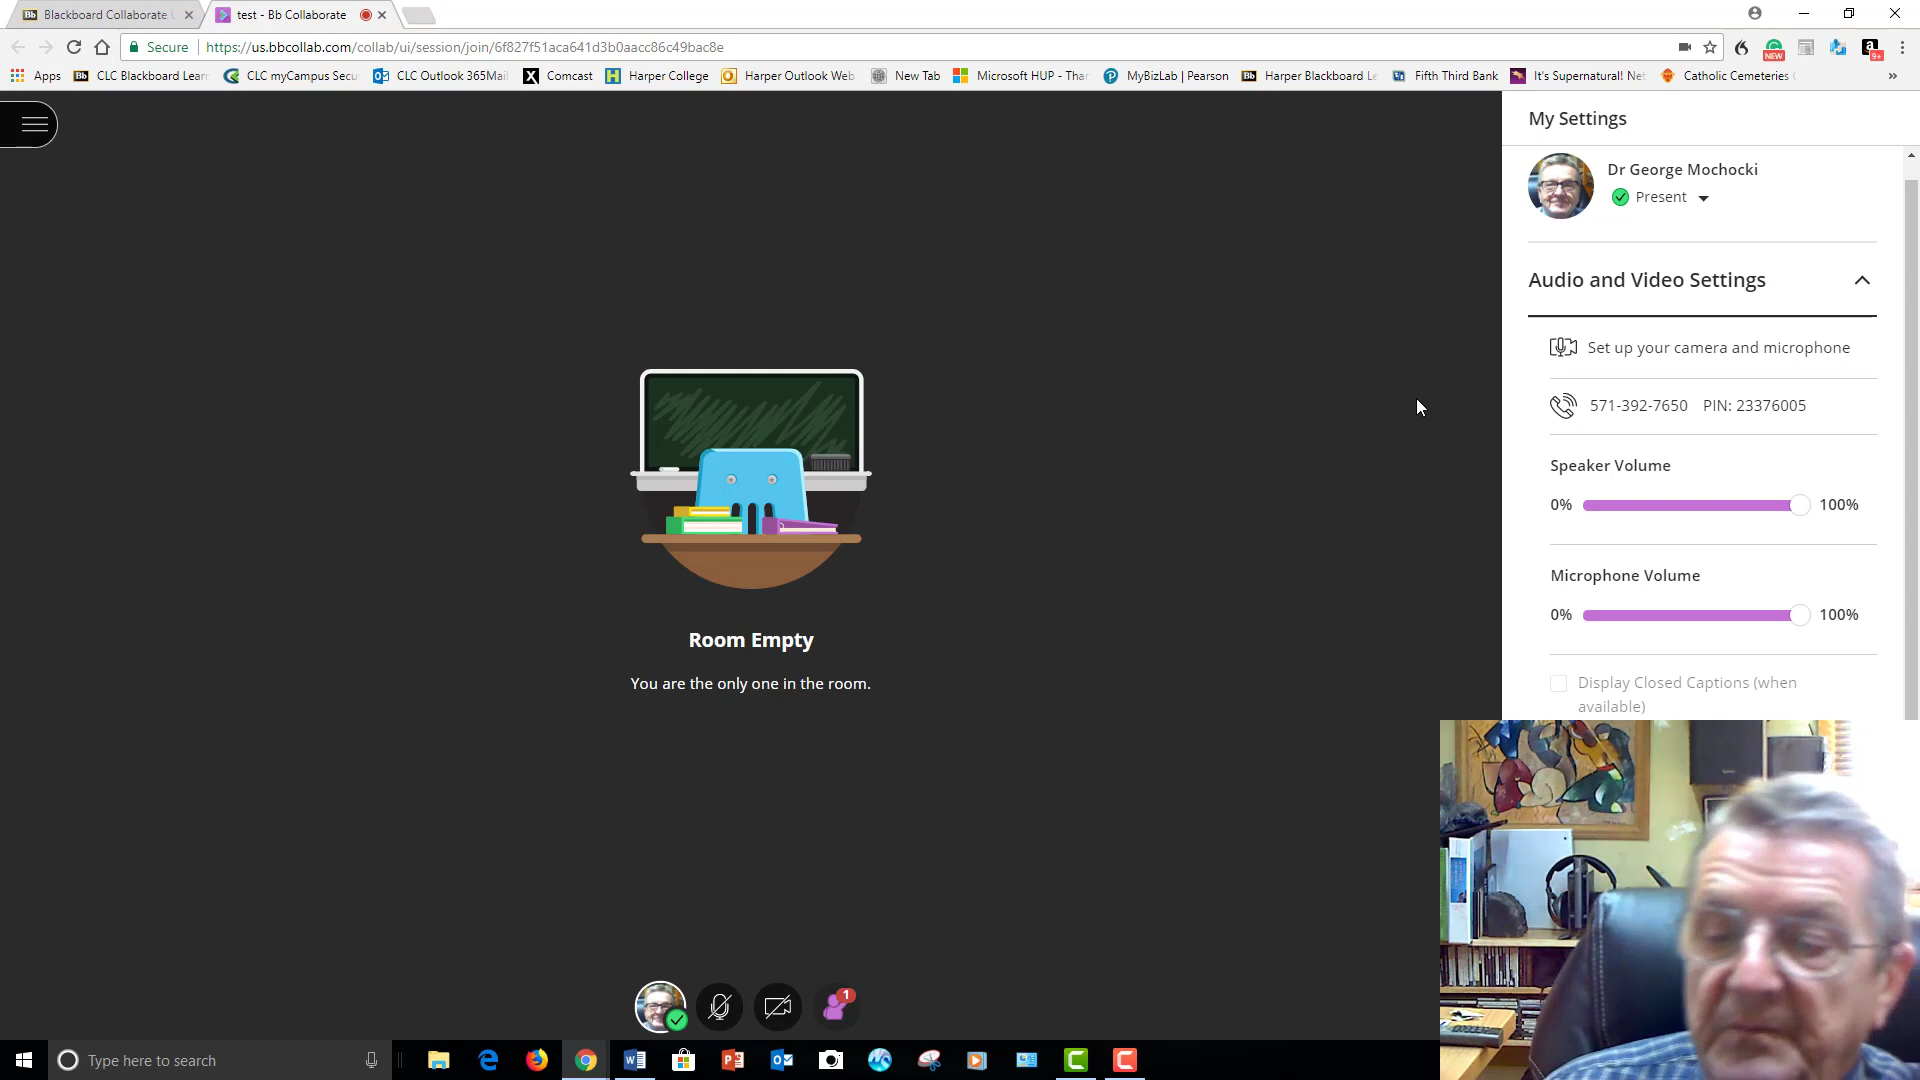 Blackboard Collaborate
test - Bb Collaborate
Secure
https://us.bbcollab.com/collab/ui/session/join/6f827f51aca641d3b0aacc86c49bac8e
NEW
9+
Apps
CLC Blackboard Learn
CLC myCampus Secu
CLC Outlook 365Mail
Comcast
Harper College
Harper Outlook Web
New Tab
Microsoft HUP - Thar
MyBizLab | Pearson
Harper Blackboard Le
Fifth Third Bank
It's Supernatural! Net
Catholic Cemeteries
My Settings
Dr George Mochocki
Present
Audio and Video Settings
Set up your camera and microphone
571-392-7650 PIN: 23376005
Speaker Volume
0% 100%
Microphone Volume
0% 100%
Display Closed Captions (when
available)
Room Empty
You are the only one in the room.
1
Type here to search